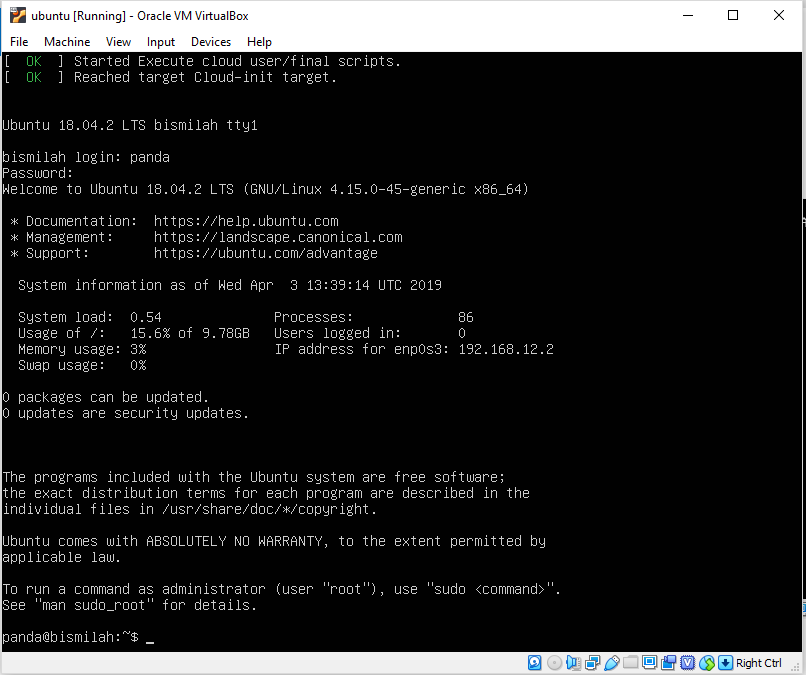 ubuntu [Running] - Oracle VM VirtualBox
File Machine View Input Devices Help
[  OK  ] Started Execute cloud user/final scripts.
[  OK  ] Reached target Cloud-init target.
Ubuntu 18.04.2 LTS bismilah tty1
bismilah login: panda
Password:
Welcome to Ubuntu 18.04.2 LTS (GNU/Linux 4.15.0-45-generic x86_64)
* Documentation:  https://help.ubuntu.com
* Management:     https://landscape.canonical.com
* Support:        https://ubuntu.com/advantage
System information as of Wed Apr  3 13:39:14 UTC 2019
System load:  0.54              Processes:             86
Usage of /:   15.6% of 9.78GB   Users logged in:       0
Memory usage: 3%                IP address for enp0s3: 192.168.12.2
Swap usage:   0%
0 packages can be updated.
0 updates are security updates.
The programs included with the Ubuntu system are free software;
the exact distribution terms for each program are described in the
individual files in /usr/share/doc/*/copyright.
Ubuntu comes with ABSOLUTELY NO WARRANTY, to the extent permitted by
applicable law.
To run a command as administrator (user "root"), use "sudo <command>".
See "man sudo_root" for details.
panda@bismilah:~$ _
Right Ctrl